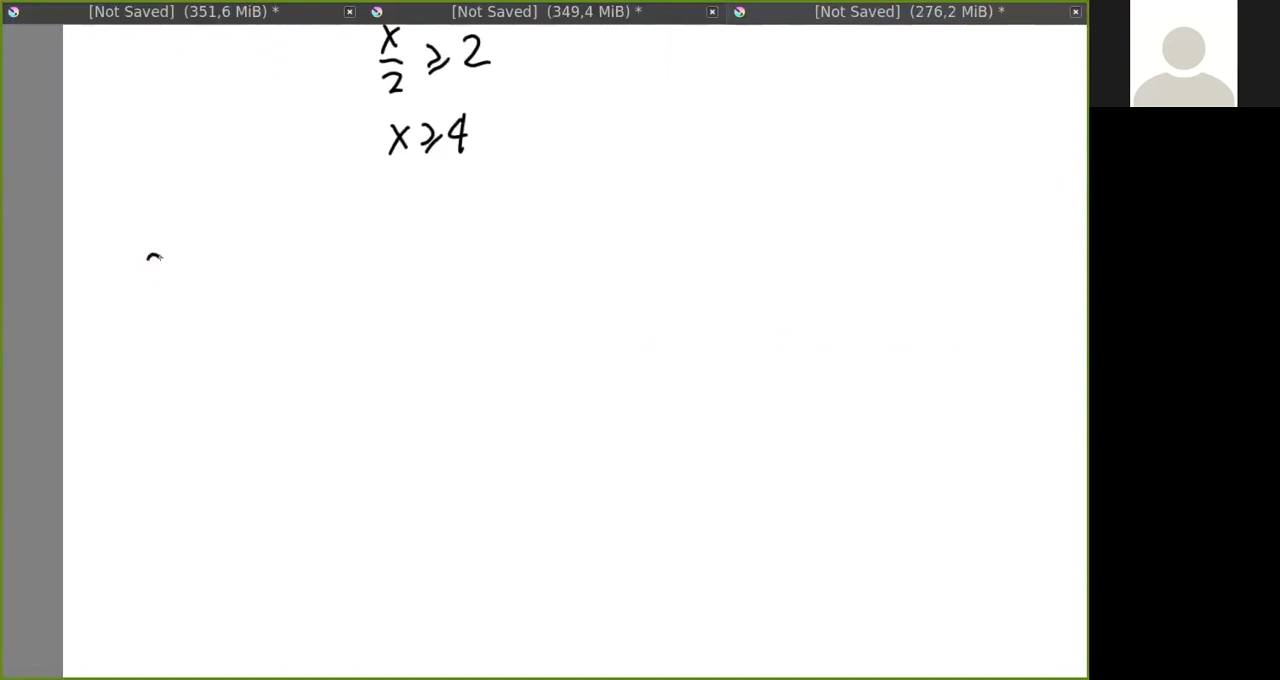 [Not Saved] (351,6 MiB) * [Not Saved] (349,4 MiB) * [Not Saved] (276,2 MiB) *
x/2 ⩾ 2
x ⩾ 4